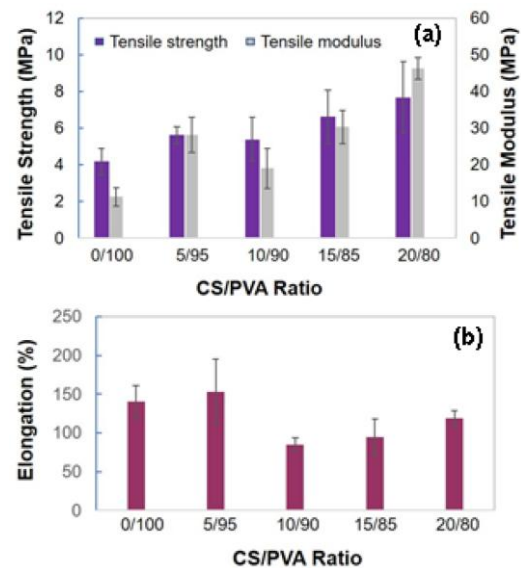 12 60
(a)
Tensile strength Tensile modulus
10 50
8 40
6 30
4 20
2 10
0 0
Tensile Strength (MPa)
Tensile Modulus (MPa)
0/100 5/95 10/90 15/85 20/80
CS/PVA Ratio
250
(b)
200
150
100
50
0
Elongation (%)
0/100 5/95 10/90 15/85 20/80
CS/PVA Ratio